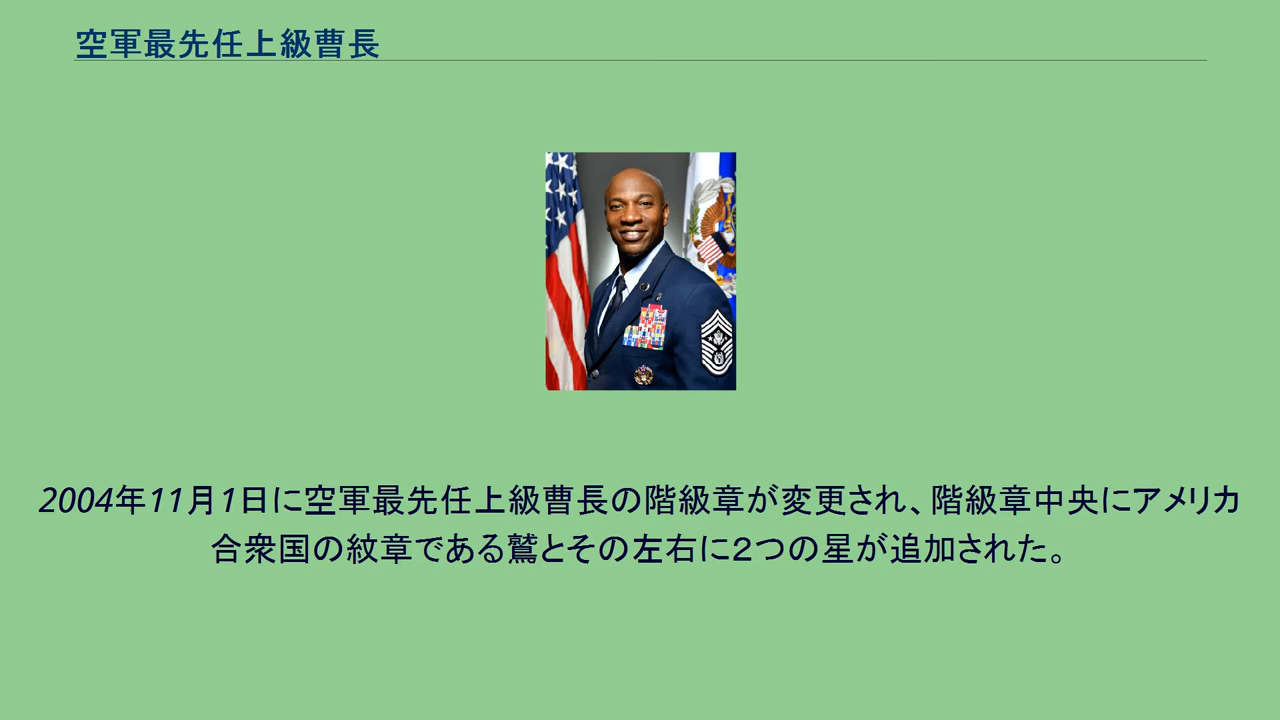 空軍最先任上級曹長
2004年11月1日に空軍最先任上級曹長の階級章が変更され、階級章中央にアメリカ
合衆国の紋章である鷲とその左右に２つの星が追加された。